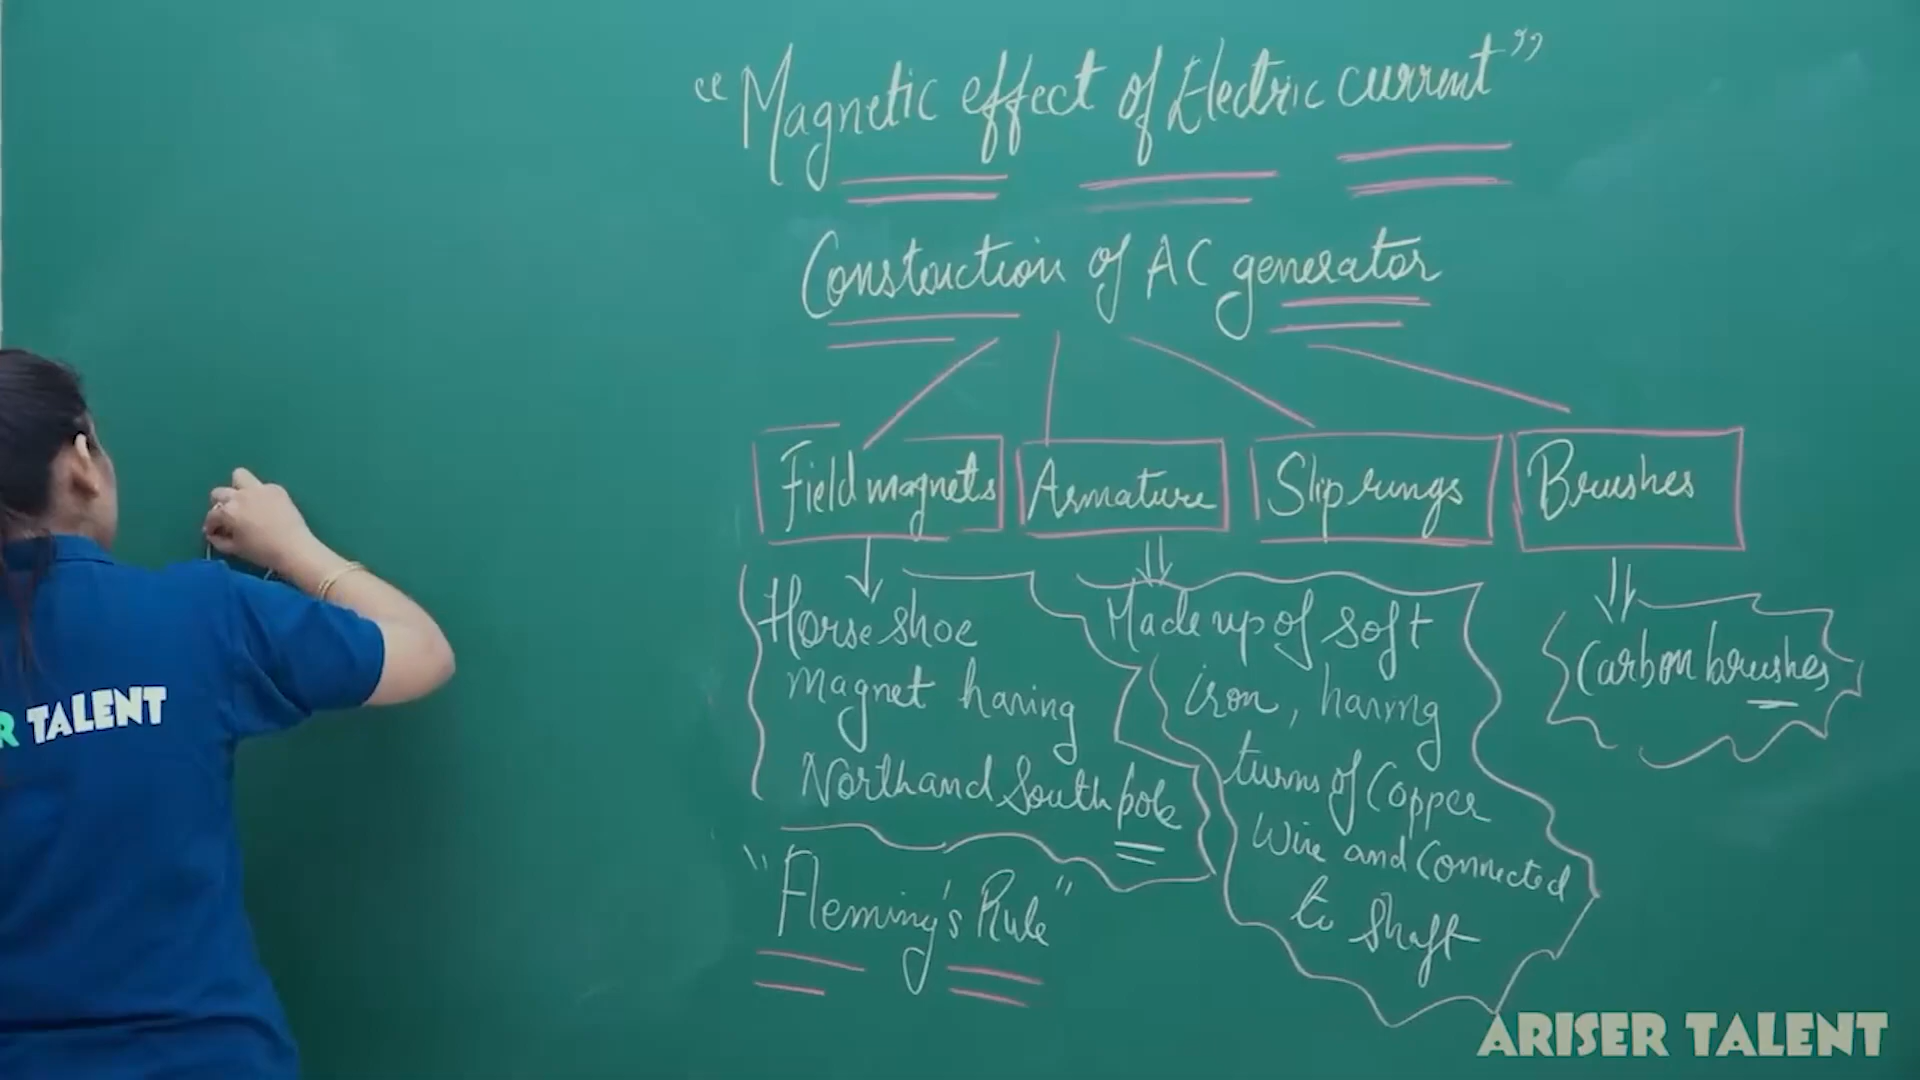 "Magnetic effect of Electric current"
Construction of AC generator
Field magnets
Armature
Slip rungs
Brushes
Horse shoe
magnet having
North and South pole
Made up of soft
iron, having
turns of Copper
Wire and Connected
to Shaft
Carbon brushes
"Fleming's Rule"
R TALENT
ARISER TALENT